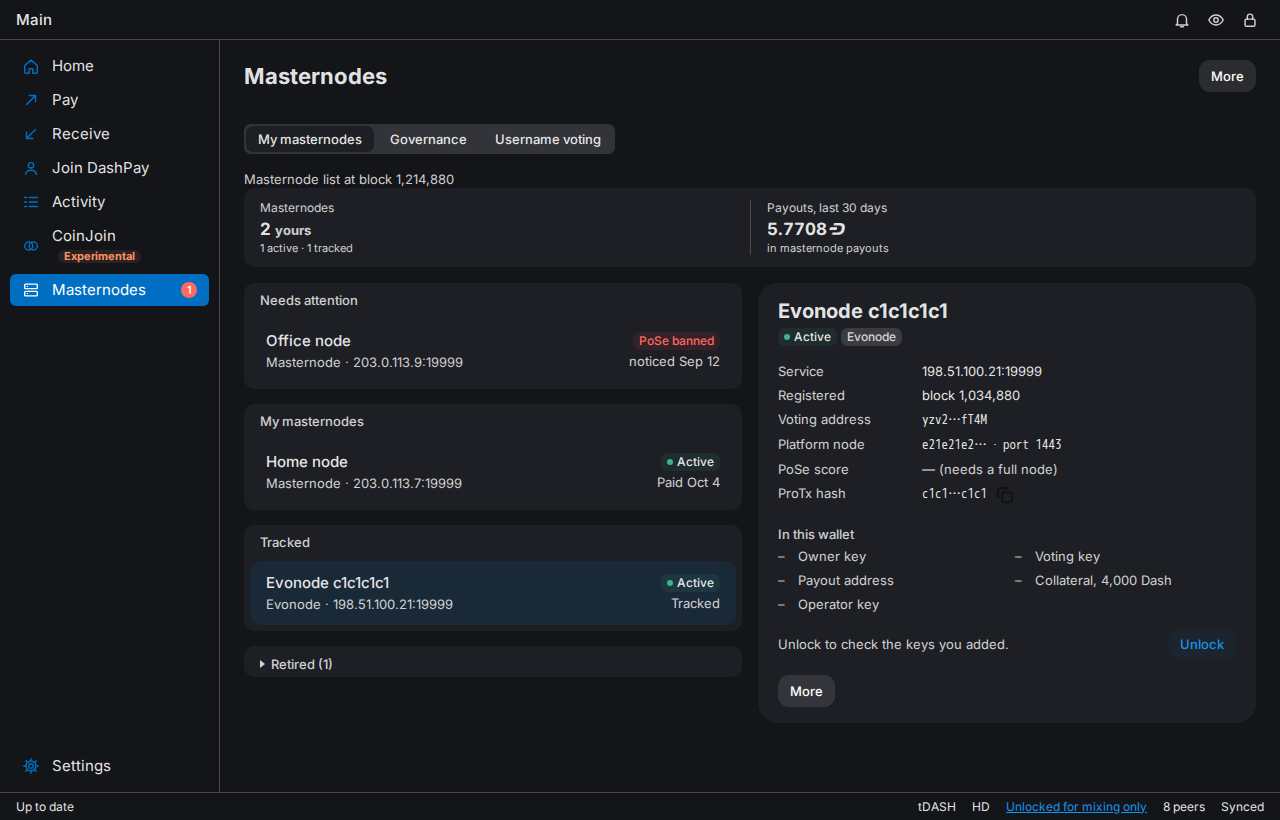 Main
Home
Pay
Receive
Join DashPay
Activity
CoinJoin
Experimental
Masternodes 1
Settings
Masternodes
More
My masternodes Governance Username voting
Masternode list at block 1,214,880
Masternodes
2 yours
1 active · 1 tracked
Payouts, last 30 days
5.7708
in masternode payouts
Needs attention
Office node PoSe banned
Masternode · 203.0.113.9:19999 noticed Sep 12
My masternodes
Home node Active
Masternode · 203.0.113.7:19999 Paid Oct 4
Tracked
Evonode c1c1c1c1 Active
Evonode · 198.51.100.21:19999 Tracked
Retired (1)
Evonode c1c1c1c1
Active Evonode
Service 198.51.100.21:19999
Registered block 1,034,880
Voting address yzv2···fT4M
Platform node e21e21e2··· · port 1443
PoSe score — (needs a full node)
ProTx hash c1c1···c1c1
In this wallet
– Owner key – Voting key
– Payout address – Collateral, 4,000 Dash
– Operator key
Unlock to check the keys you added. Unlock
More
Up to date tDASH HD Unlocked for mixing only 8 peers Synced